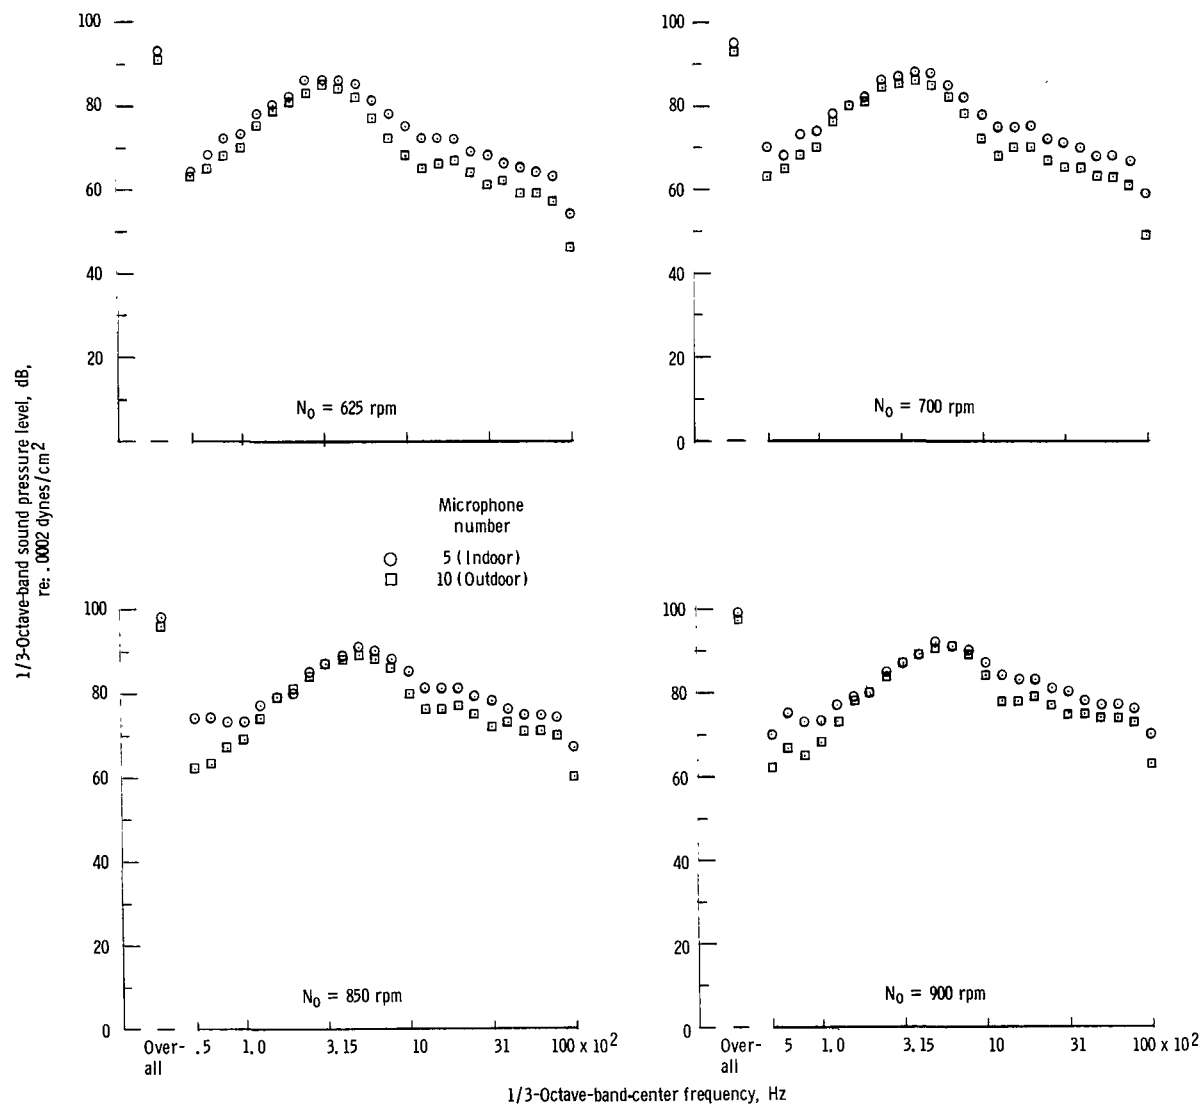 100
80
60
40
20
0
N₀ = 625 rpm
100
80
60
40
20
0
N₀ = 700 rpm
1/3-Octave-band sound pressure level, dB,
re: .0002 dynes/cm²
Microphone
number
5 (Indoor)
10 (Outdoor)
100
80
60
40
20
0
N₀ = 850 rpm
Over-
all
.5 1.0 3.15 10 31 100 x 10²
100
80
60
40
20
0
N₀ = 900 rpm
Over-
all
5 1.0 3.15 10 31 100 x 10²
1/3-Octave-band-center frequency, Hz